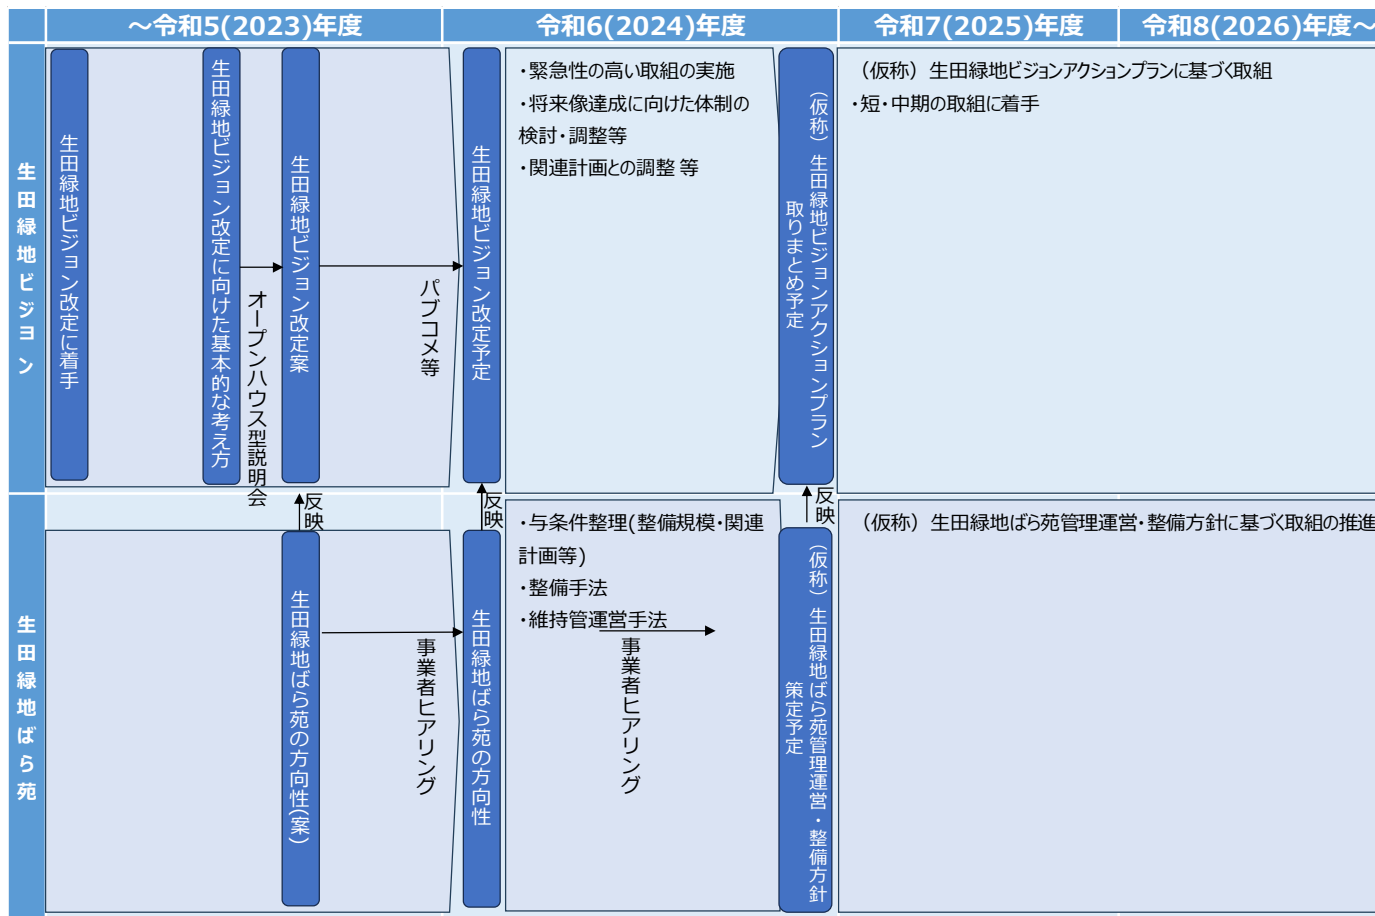 ～令和5(2023)年度
令和6(2024)年度
令和7(2025)年度
令和8(2026)年度～
生田緑地ビジョン
生田緑地ビジョン改定に着手
生田緑地ビジョン改定に向けた基本的な考え方
オープンハウス型説明会
生田緑地ビジョン改定案
パブコメ等
生田緑地ビジョン改定予定
・緊急性の高い取組の実施
・将来像達成に向けた体制の
検討・調整等
・関連計画との調整 等
（仮称）生田緑地ビジョンアクションプラン
取りまとめ予定
（仮称）生田緑地ビジョンアクションプランに基づく取組
・短・中期の取組に着手
反映
反映
反映
生田緑地ばら苑
生田緑地ばら苑の方向性(案)
事業者ヒアリング
生田緑地ばら苑の方向性
・与条件整理(整備規模・関連
計画等)
・整備手法
・維持管運営手法
事業者ヒアリング
（仮称）生田緑地ばら苑管理運営・整備方針
策定予定
（仮称）生田緑地ばら苑管理運営・整備方針に基づく取組の推進